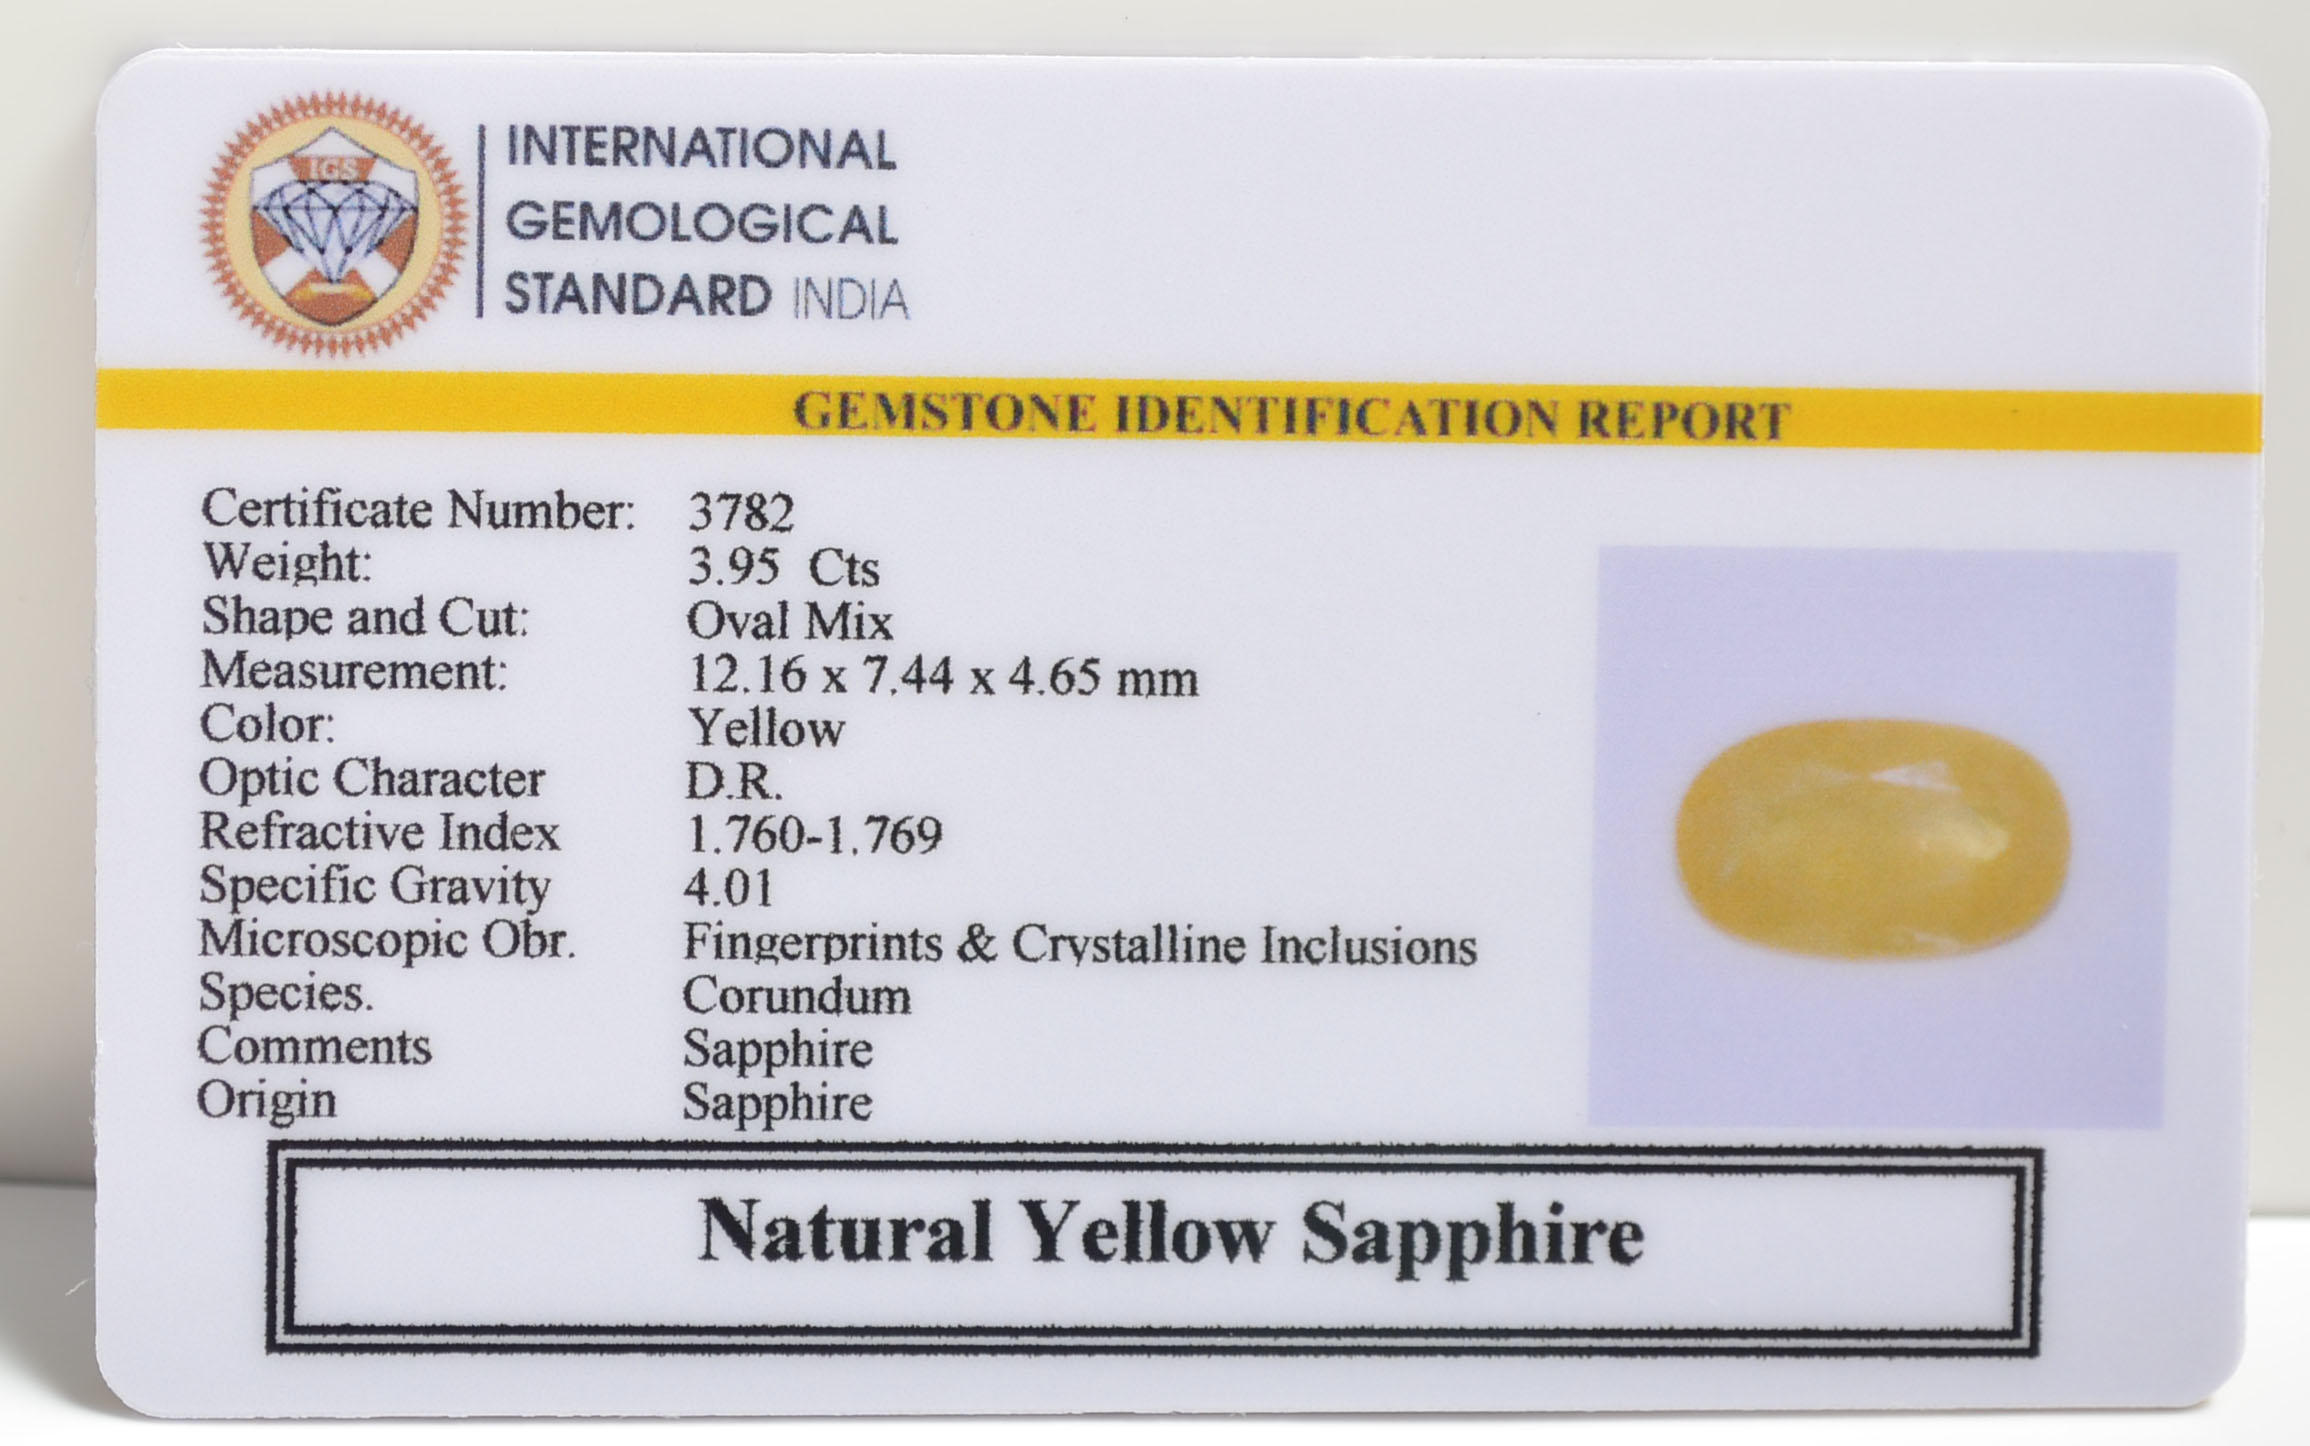 IGS
INTERNATIONAL
GEMOLOGICAL
STANDARD INDIA
GEMSTONE IDENTIFICATION REPORT
Certificate Number: 3782
Weight: 3.95 Cts
Shape and Cut: Oval Mix
Measurement: 12.16 x 7.44 x 4.65 mm
Color: Yellow
Optic Character D.R.
Refractive Index 1.760-1.769
Specific Gravity 4.01
Microscopic Obr. Fingerprints & Crystalline Inclusions
Species. Corundum
Comments Sapphire
Origin Sapphire
Natural Yellow Sapphire